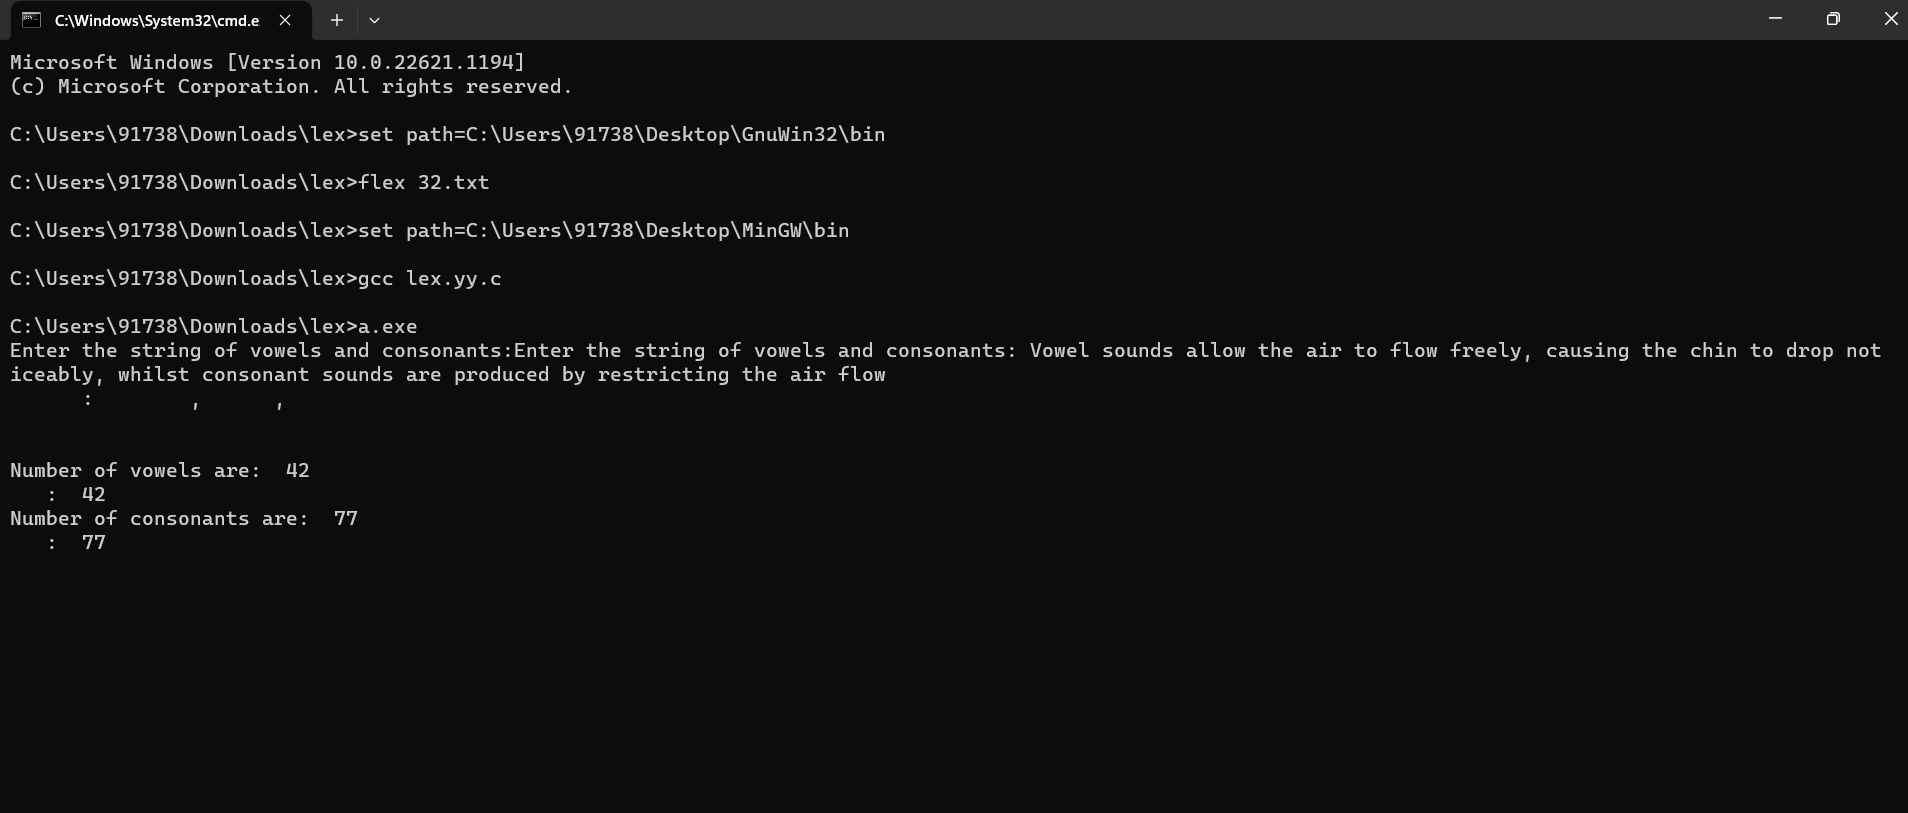 C:\Windows\System32\cmd.e
Microsoft Windows [Version 10.0.22621.1194]
(c) Microsoft Corporation. All rights reserved.
C:\Users\91738\Downloads\lex>set path=C:\Users\91738\Desktop\GnuWin32\bin
C:\Users\91738\Downloads\lex>flex 32.txt
C:\Users\91738\Downloads\lex>set path=C:\Users\91738\Desktop\MinGW\bin
C:\Users\91738\Downloads\lex>gcc lex.yy.c
C:\Users\91738\Downloads\lex>a.exe
Enter the string of vowels and consonants:Enter the string of vowels and consonants: Vowel sounds allow the air to flow freely, causing the chin to drop not
iceably, whilst consonant sounds are produced by restricting the air flow
      :        ,      ,
Number of vowels are:  42
   :  42
Number of consonants are:  77
   :  77